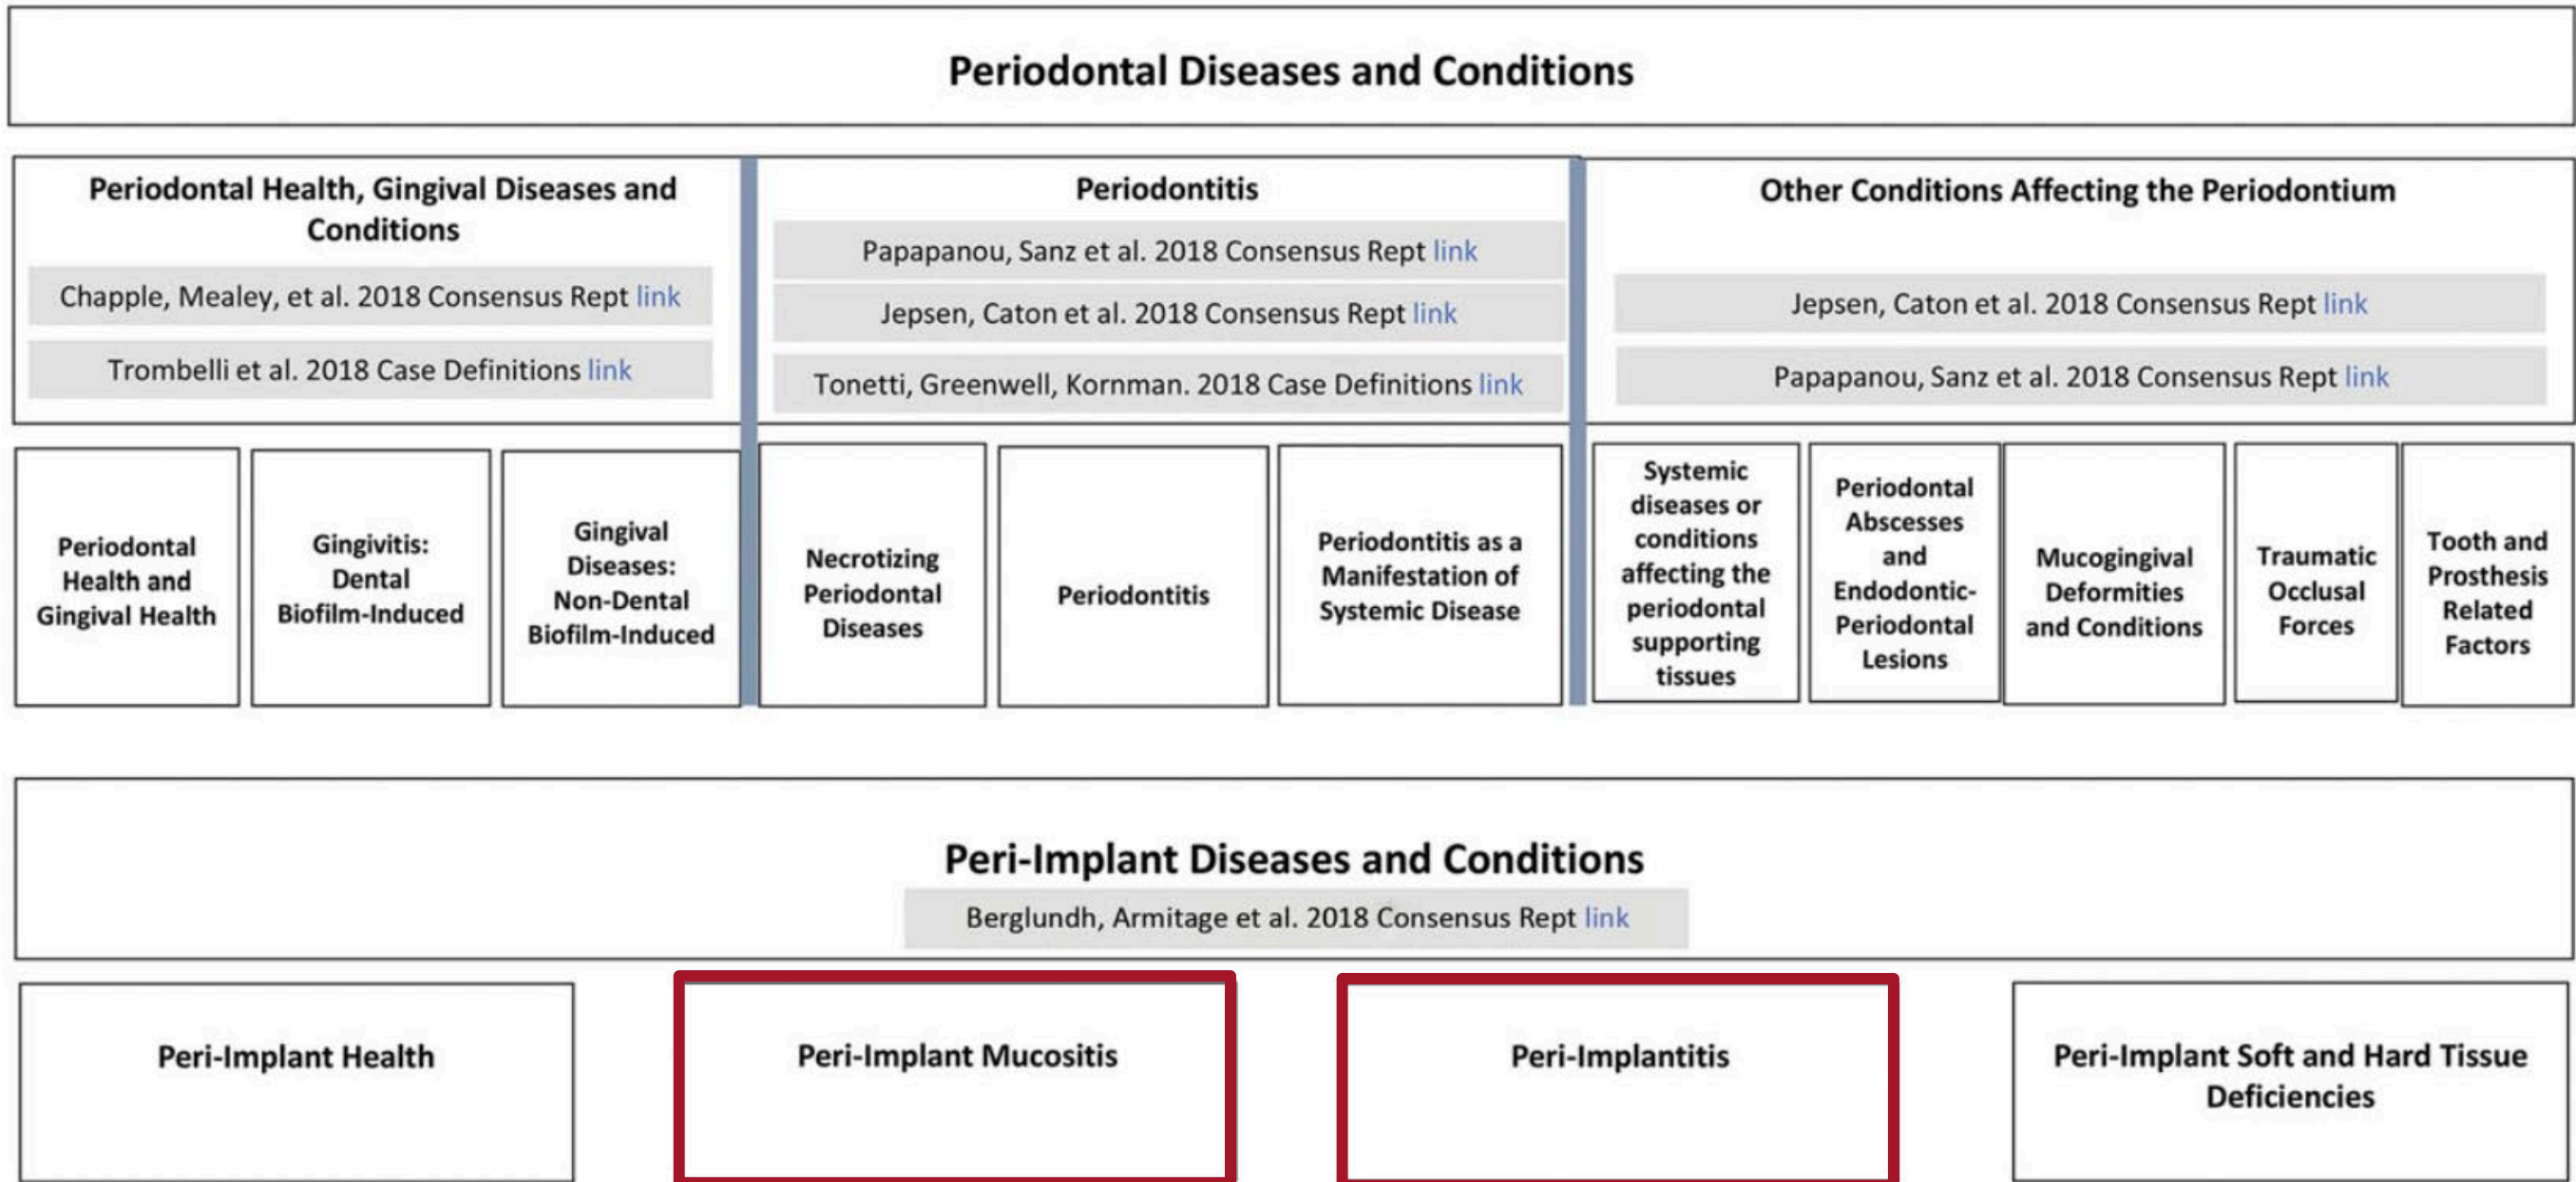 Periodontal Diseases and Conditions
Periodontal Health, Gingival Diseases and
Conditions
Chapple, Mealey, et al. 2018 Consensus Rept link
Trombelli et al. 2018 Case Definitions link
Periodontitis
Papapanou, Sanz et al. 2018 Consensus Rept link
Jepsen, Caton et al. 2018 Consensus Rept link
Tonetti, Greenwell, Kornman. 2018 Case Definitions link
Other Conditions Affecting the Periodontium
Jepsen, Caton et al. 2018 Consensus Rept link
Papapanou, Sanz et al. 2018 Consensus Rept link
Periodontal
Health and
Gingival Health
Gingivitis:
Dental
Biofilm-Induced
Gingival
Diseases:
Non-Dental
Biofilm-Induced
Necrotizing
Periodontal
Diseases
Periodontitis
Periodontitis as a
Manifestation of
Systemic Disease
Systemic
diseases or
conditions
affecting the
periodontal
supporting
tissues
Periodontal
Abscesses
and
Endodontic-
Periodontal
Lesions
Mucogingival
Deformities
and Conditions
Traumatic
Occlusal
Forces
Tooth and
Prosthesis
Related
Factors
Peri-Implant Diseases and Conditions
Berglundh, Armitage et al. 2018 Consensus Rept link
Peri-Implant Health
Peri-Implant Mucositis
Peri-Implantitis
Peri-Implant Soft and Hard Tissue
Deficiencies